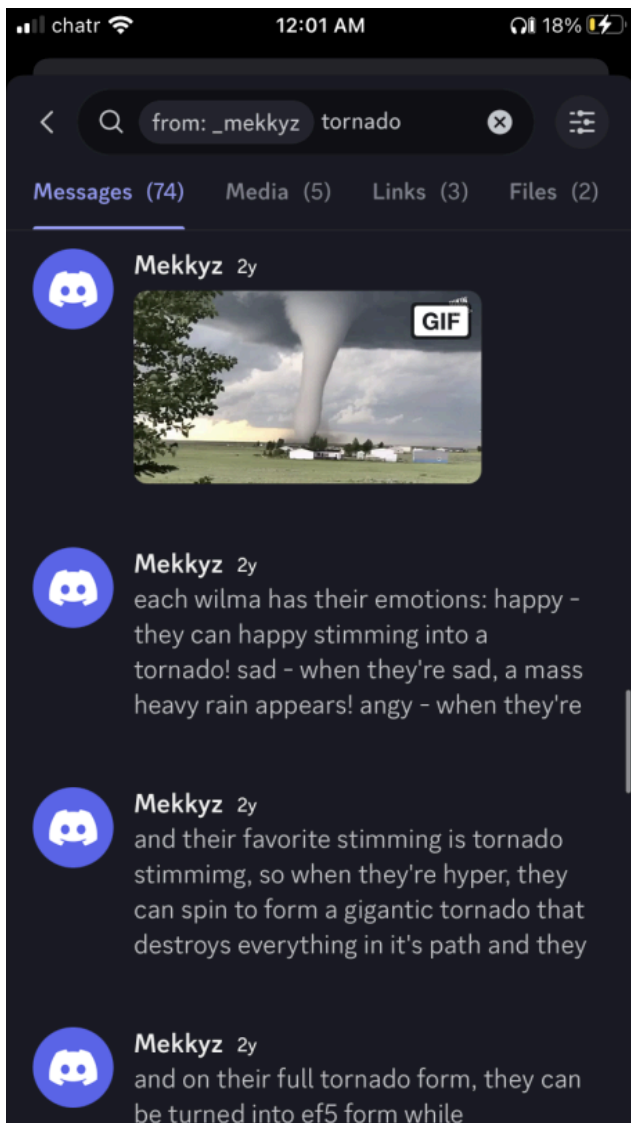 chatr
12:01 AM
18%
from: _mekkyz tornado
Messages (74)
Media (5)
Links (3)
Files (2)
Mekkyz 2y
GIF
Mekkyz 2y
each wilma has their emotions: happy -
they can happy stimming into a
tornado! sad - when they're sad, a mass
heavy rain appears! angy - when they're
Mekkyz 2y
and their favorite stimming is tornado
stimmimg, so when they're hyper, they
can spin to form a gigantic tornado that
destroys everything in it's path and they
Mekkyz 2y
and on their full tornado form, they can
be turned into ef5 form while